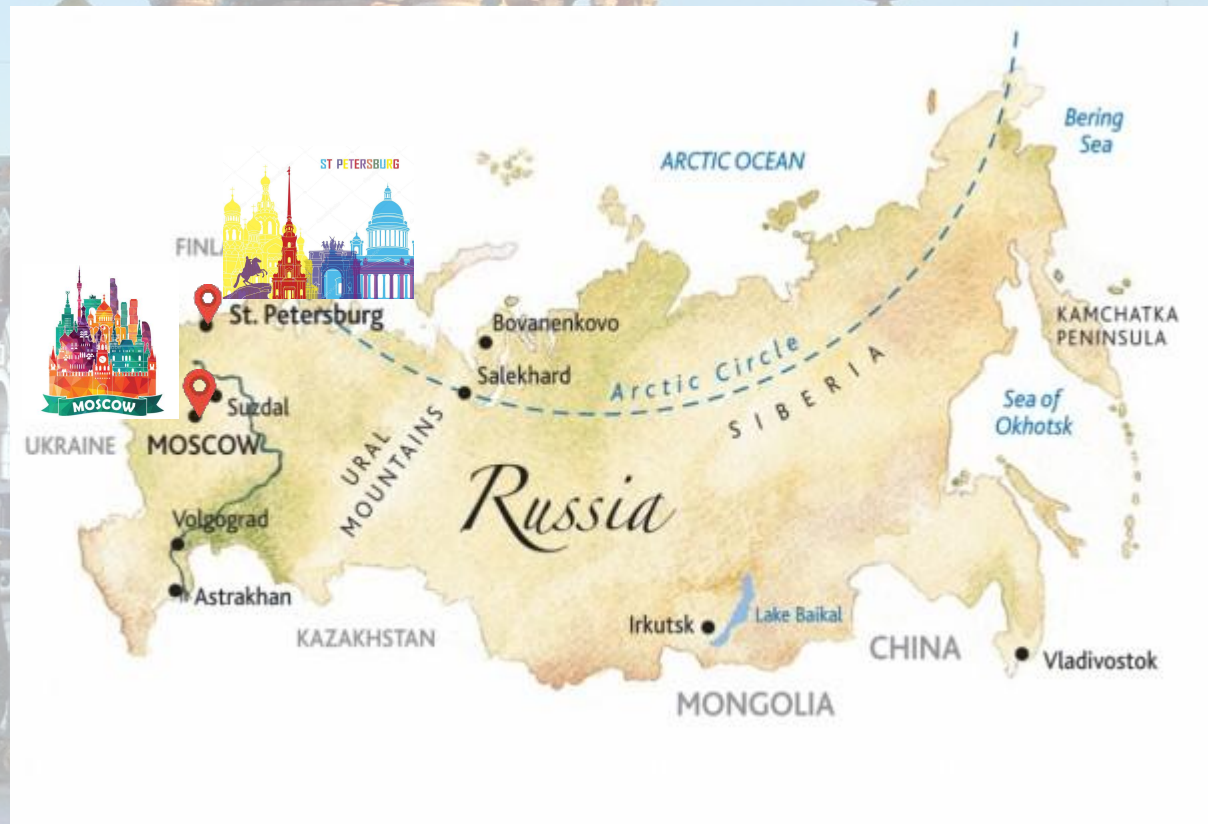 Bering
Sea
ARCTIC OCEAN
ST PETERSBURG
St. Petersburg
Bovanenkovo
KAMCHATKA
PENINSULA
Salekhard
Arctic Circle
SIBERIA
MOSCOW
Suzdal
Sea of
Okhotsk
UKRAINE
MOSCOW
URAL
MOUNTAINS
Russia
Volgograd
Astrakhan
Lake Baikal
Irkutsk
KAZAKHSTAN
CHINA
Vladivostok
MONGOLIA